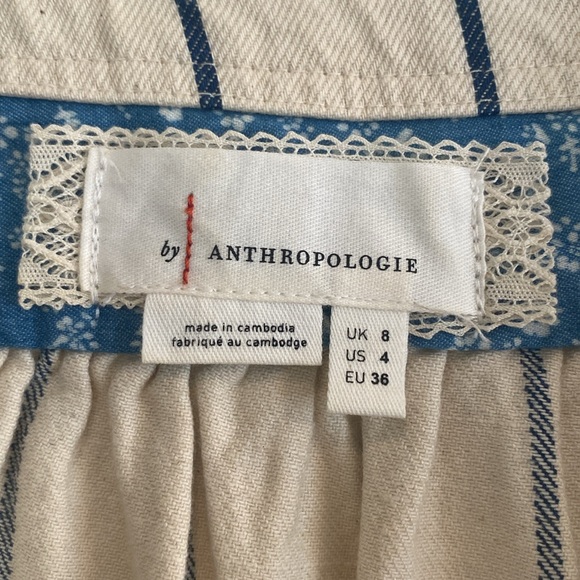 by ANTHROPOLOGIE
made in cambodia
fabriqué au cambodge
UK 8
US 4
EU 36